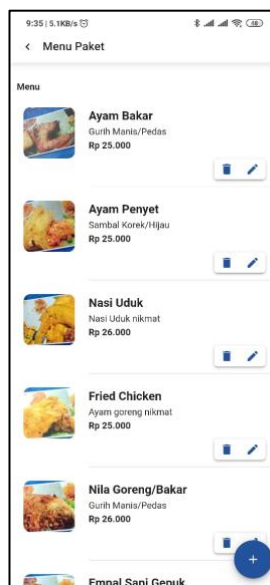 9:35 | 5.1KB/s
48
Menu Paket
Menu
Ayam Bakar
Gurih Manis/Pedas
Rp 25.000
Ayam Penyet
Sambal Korek/Hijau
Rp 25.000
Nasi Uduk
Nasi Uduk nikmat
Rp 26.000
Fried Chicken
Ayam goreng nikmat
Rp 25.000
Nila Goreng/Bakar
Gurih Manis/Pedas
Rp 26.000
Empal Sapi Gepuk